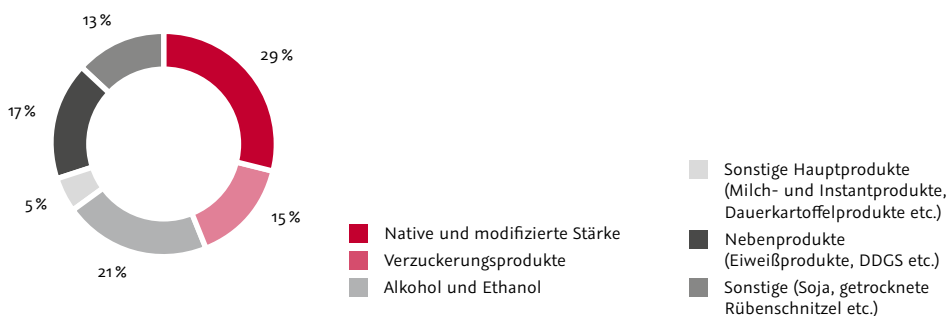 13 %
29 %
17 %
5 %
15 %
21 %
Native und modifizierte Stärke
Verzuckerungsprodukte
Alkohol und Ethanol
Sonstige Hauptprodukte
(Milch- und Instantprodukte,
Dauerkartoffelprodukte etc.)
Nebenprodukte
(Eiweißprodukte, DDGS etc.)
Sonstige (Soja, getrocknete
Rübenschnitzel etc.)